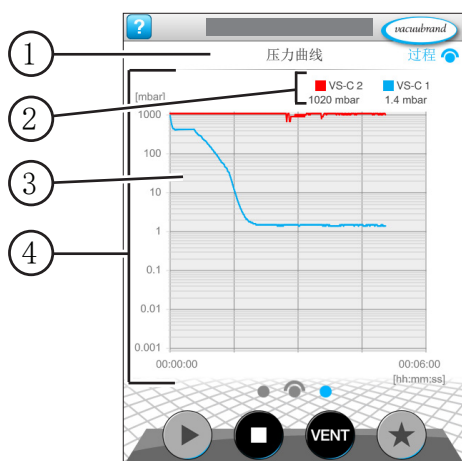 ?
vacuubrand
1 压力曲线 过程
2 VS-C 2 VS-C 1
1020 mbar 1.4 mbar
[mbar]
1000
100
3
10
4
1
0.1
0.01
0.001
00:00:00 00:06:00
[hh:mm:ss]
VENT